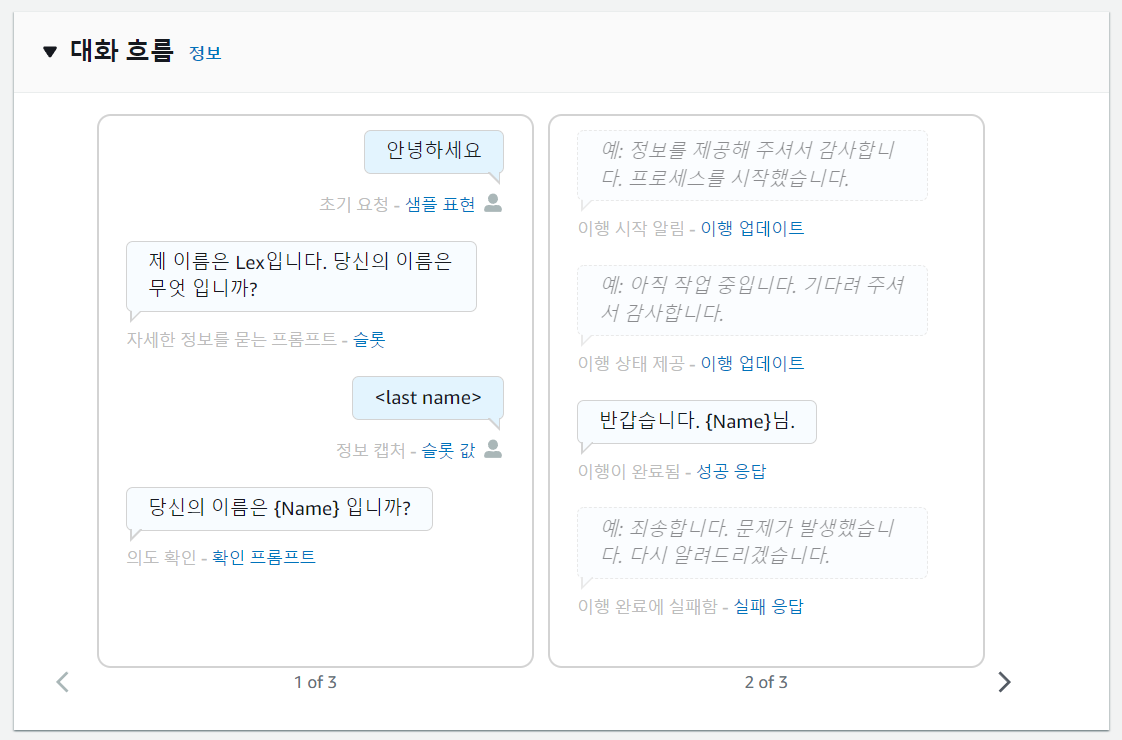 대화 흐름 정보
안녕하세요
초기 요청 - 샘플 표현
제 이름은 Lex입니다. 당신의 이름은
무엇 입니까?
자세한 정보를 묻는 프롬프트 - 슬롯
<last name>
정보 캡처 - 슬롯 값
당신의 이름은 {Name} 입니까?
의도 확인 - 확인 프롬프트
1 of 3
예: 정보를 제공해 주셔서 감사합니
다. 프로세스를 시작했습니다.
이행 시작 알림 - 이행 업데이트
예: 아직 작업 중입니다. 기다려 주셔
서 감사합니다.
이행 상태 제공 - 이행 업데이트
반갑습니다. {Name}님.
이행이 완료됨 - 성공 응답
예: 죄송합니다. 문제가 발생했습니
다. 다시 알려드리겠습니다.
이행 완료에 실패함 - 실패 응답
2 of 3